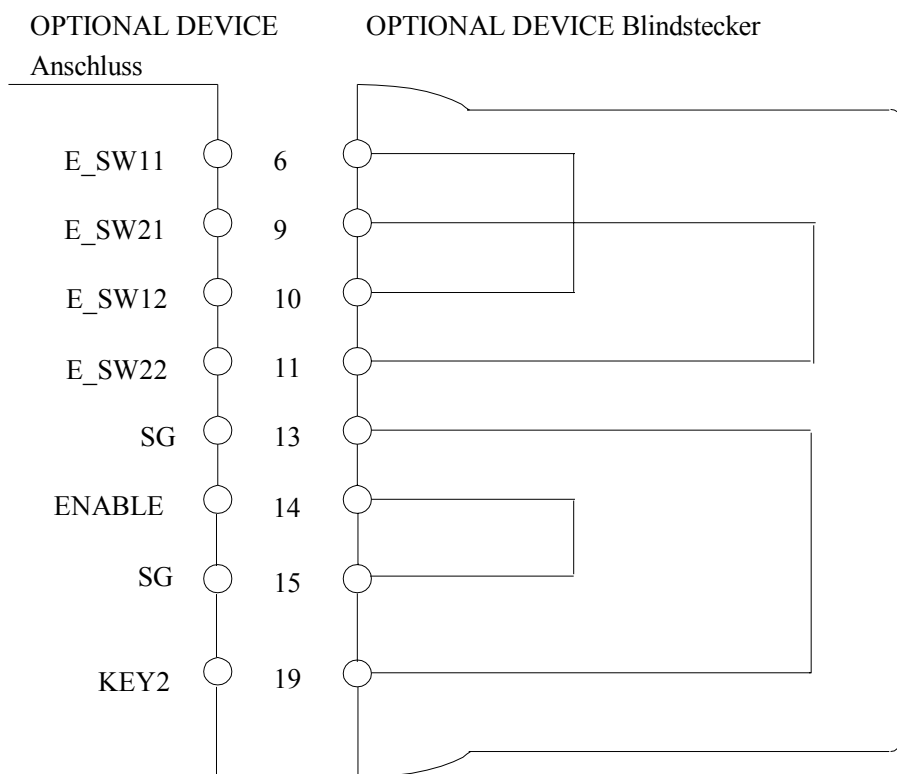 OPTIONAL DEVICE
Anschluss
OPTIONAL DEVICE Blindstecker
E_SW11 6
E_SW21 9
E_SW12 10
E_SW22 11
SG 13
ENABLE 14
SG 15
KEY2 19